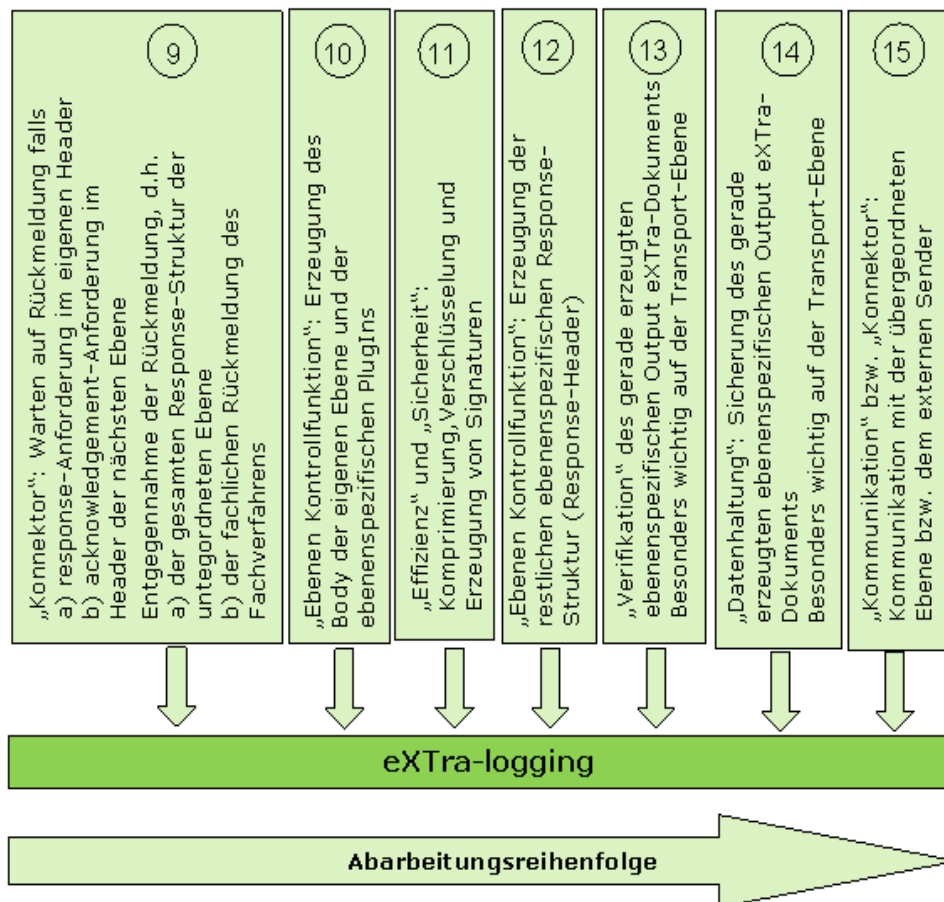 9
„Konnektor“: Warten auf Rückmeldung falls
a) response-Anforderung im eigenen Header
b) acknowledgement-Anforderung im
Header der nächsten Ebene
Entgegennahme der Rückmeldung, d.h.
a) der gesamten Response-Struktur der
untegordneten Ebene
b) der fachlichen Rückmeldung des
Fachverfahrens
10
„Ebenen Kontrollfunktion“: Erzeugung des
Body der eigenen Ebene und der
ebenenspezifischen PlugIns
11
„Effizienz“ und „Sicherheit“:
Komprimierung,Verschlüsselung und
Erzeugung von Signaturen
12
„Ebenen Kontrollfunktion“: Erzeugung der
restlichen ebenenspezifischen Response-
Struktur (Response-Header)
13
„Verifikation“ des gerade erzeugten
ebenenspezifischen Output eXTra-Dokuments
Besonders wichtig auf der Transport-Ebene
14
„Datenhaltung“: Sicherung des gerade
erzeugten ebenenspezifischen Output eXTra-
Dokuments
Besonders wichtig auf der Transport-Ebene
15
„Kommunikation“ bzw. „Konnektor“:
Kommunikation mit der übergeordneten
Ebene bzw. dem externen Sender
eXTra-logging
Abarbeitungsreihenfolge